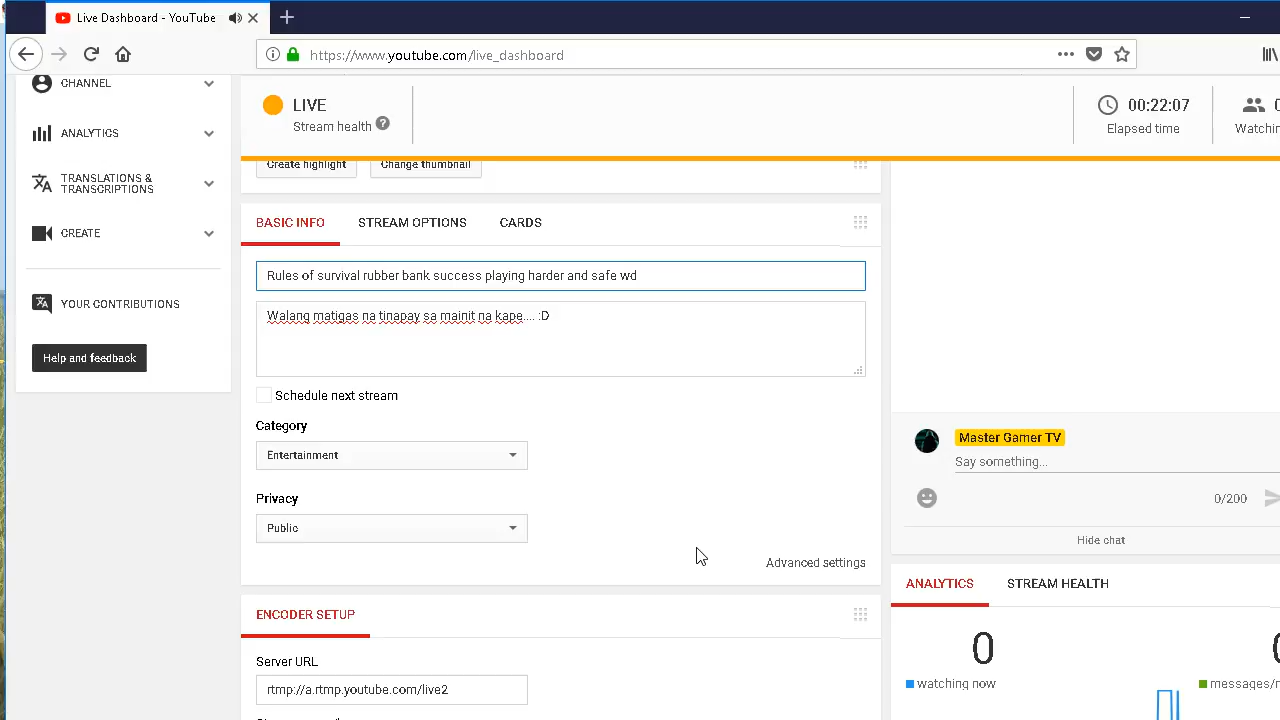 Live Dashboard - YouTube
https://www.youtube.com/live_dashboard
CHANNEL
ANALYTICS
TRANSLATIONS &
TRANSCRIPTIONS
CREATE
YOUR CONTRIBUTIONS
Help and feedback
LIVE
Stream health
00:22:07
Elapsed time
0
Watchin
Create highlight
Change thumbnail
BASIC INFO
STREAM OPTIONS
CARDS
Rules of survival rubber bank success playing harder and safe wd
Walang matigas na tinapay sa mainit na kape.... :D
Schedule next stream
Category
Entertainment
Privacy
Public
Advanced settings
ENCODER SETUP
Server URL
rtmp://a.rtmp.youtube.com/live2
Master Gamer TV
Say something...
0/200
Hide chat
ANALYTICS
STREAM HEALTH
0
watching now
messages/